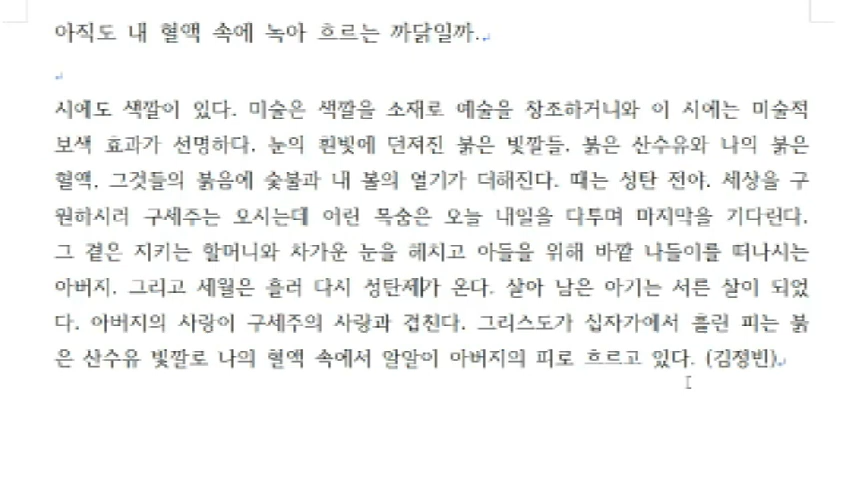 아직도 내 혈액 속에 녹아 흐르는 까닭일까.
시에도 색깔이 있다. 미술은 색깔을 소재로 예술을 창조하거니와 이 시에는 미술적
보색 효과가 선명하다. 눈의 흰빛에 던져진 붉은 빛깔들. 붉은 산수유와 나의 붉은
혈액. 그것들의 붉음에 숯불과 내 볼의 열기가 더해진다. 때는 성탄 전야. 세상을 구
원하시러 구세주는 오시는데 어린 목숨은 오늘 내일을 다투며 마지막을 기다린다.
그 곁은 지키는 할머니와 차가운 눈을 헤치고 아들을 위해 바깥 나들이를 떠나시는
아버지. 그리고 세월은 흘러 다시 성탄제가 온다. 살아 남은 아기는 서른 살이 되었
다. 아버지의 사랑이 구세주의 사랑과 겹친다. 그리스도가 십자가에서 흘린 피는 붉
은 산수유 빛깔로 나의 혈액 속에서 알알이 아버지의 피로 흐르고 있다. (김정빈)